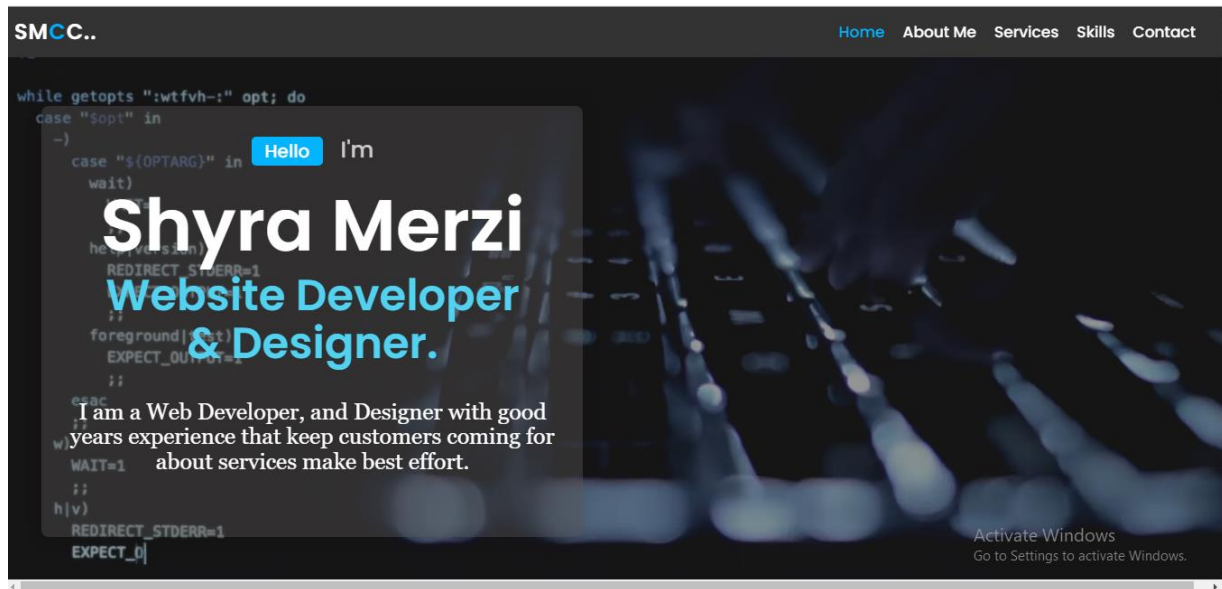 SMCC..
Home About Me Services Skills Contact
while getopts ":wtfvh-:" opt; do
case "$opt" in
-)
case "${OPTARG}" in
Hello I'm
wait)
Shyra Merzi
REDIRECT_STDERR=1
Website Developer
;;
& Designer.
;;
esac
I am a Web Developer, and Designer with good
;;
w)
years experience that keep customers coming for
about services make best effort.
WAIT=1
;;
h|v)
REDIRECT_STDERR=1
EXPECT_O
Activate Windows
Go to Settings to activate Windows.